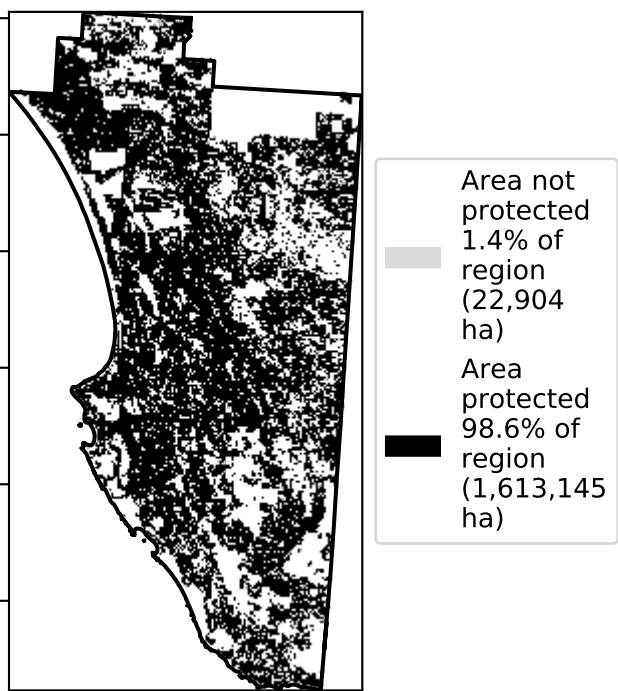 Area not
protected
1.4% of
region
(22,904
ha)
Area
protected
98.6% of
region
(1,613,145
ha)